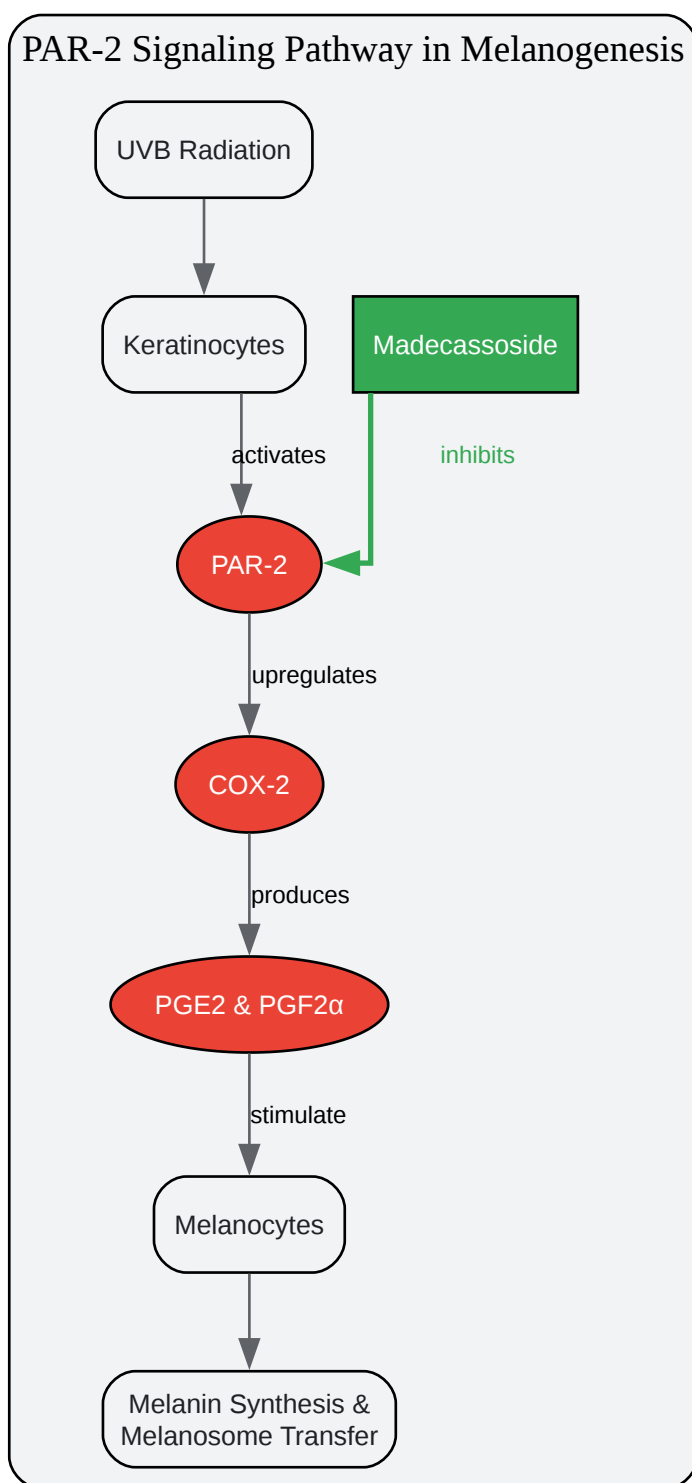 PAR-2 Signaling Pathway in Melanogenesis
UVB Radiation
Keratinocytes
Madecassoside
activates
inhibits
PAR-2
upregulates
COX-2
produces
PGE2 & PGF2α
stimulate
Melanocytes
Melanin Synthesis &
Melanosome Transfer